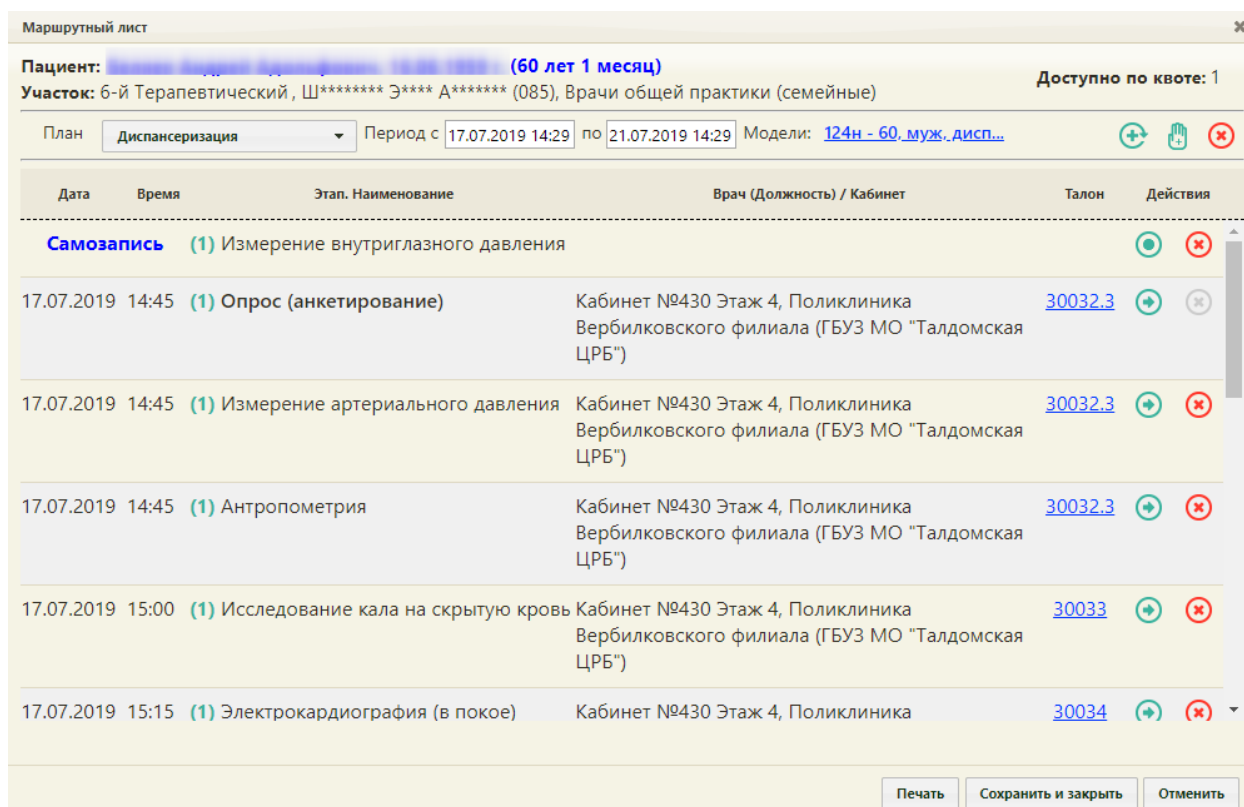 Маршрутный лист
Пациент: (60 лет 1 месяц)
Доступно по квоте: 1
Участок: 6-й Терапевтический , Ш******** Э**** А******* (085), Врачи общей практики (семейные)
План Диспансеризация Период с 17.07.2019 14:29 по 21.07.2019 14:29 Модели: 124н - 60, муж, дисп...
Дата Время Этап. Наименование Врач (Должность) / Кабинет Талон Действия
Самозапись (1) Измерение внутриглазного давления
17.07.2019 14:45 (1) Опрос (анкетирование) Кабинет №430 Этаж 4, Поликлиника 30032.3
Вербилковского филиала (ГБУЗ МО "Талдомская
ЦРБ")
17.07.2019 14:45 (1) Измерение артериального давления Кабинет №430 Этаж 4, Поликлиника 30032.3
Вербилковского филиала (ГБУЗ МО "Талдомская
ЦРБ")
17.07.2019 14:45 (1) Антропометрия Кабинет №430 Этаж 4, Поликлиника 30032.3
Вербилковского филиала (ГБУЗ МО "Талдомская
ЦРБ")
17.07.2019 15:00 (1) Исследование кала на скрытую кровь Кабинет №430 Этаж 4, Поликлиника 30033
Вербилковского филиала (ГБУЗ МО "Талдомская
ЦРБ")
17.07.2019 15:15 (1) Электрокардиография (в покое) Кабинет №430 Этаж 4, Поликлиника 30034
Печать Сохранить и закрыть Отменить